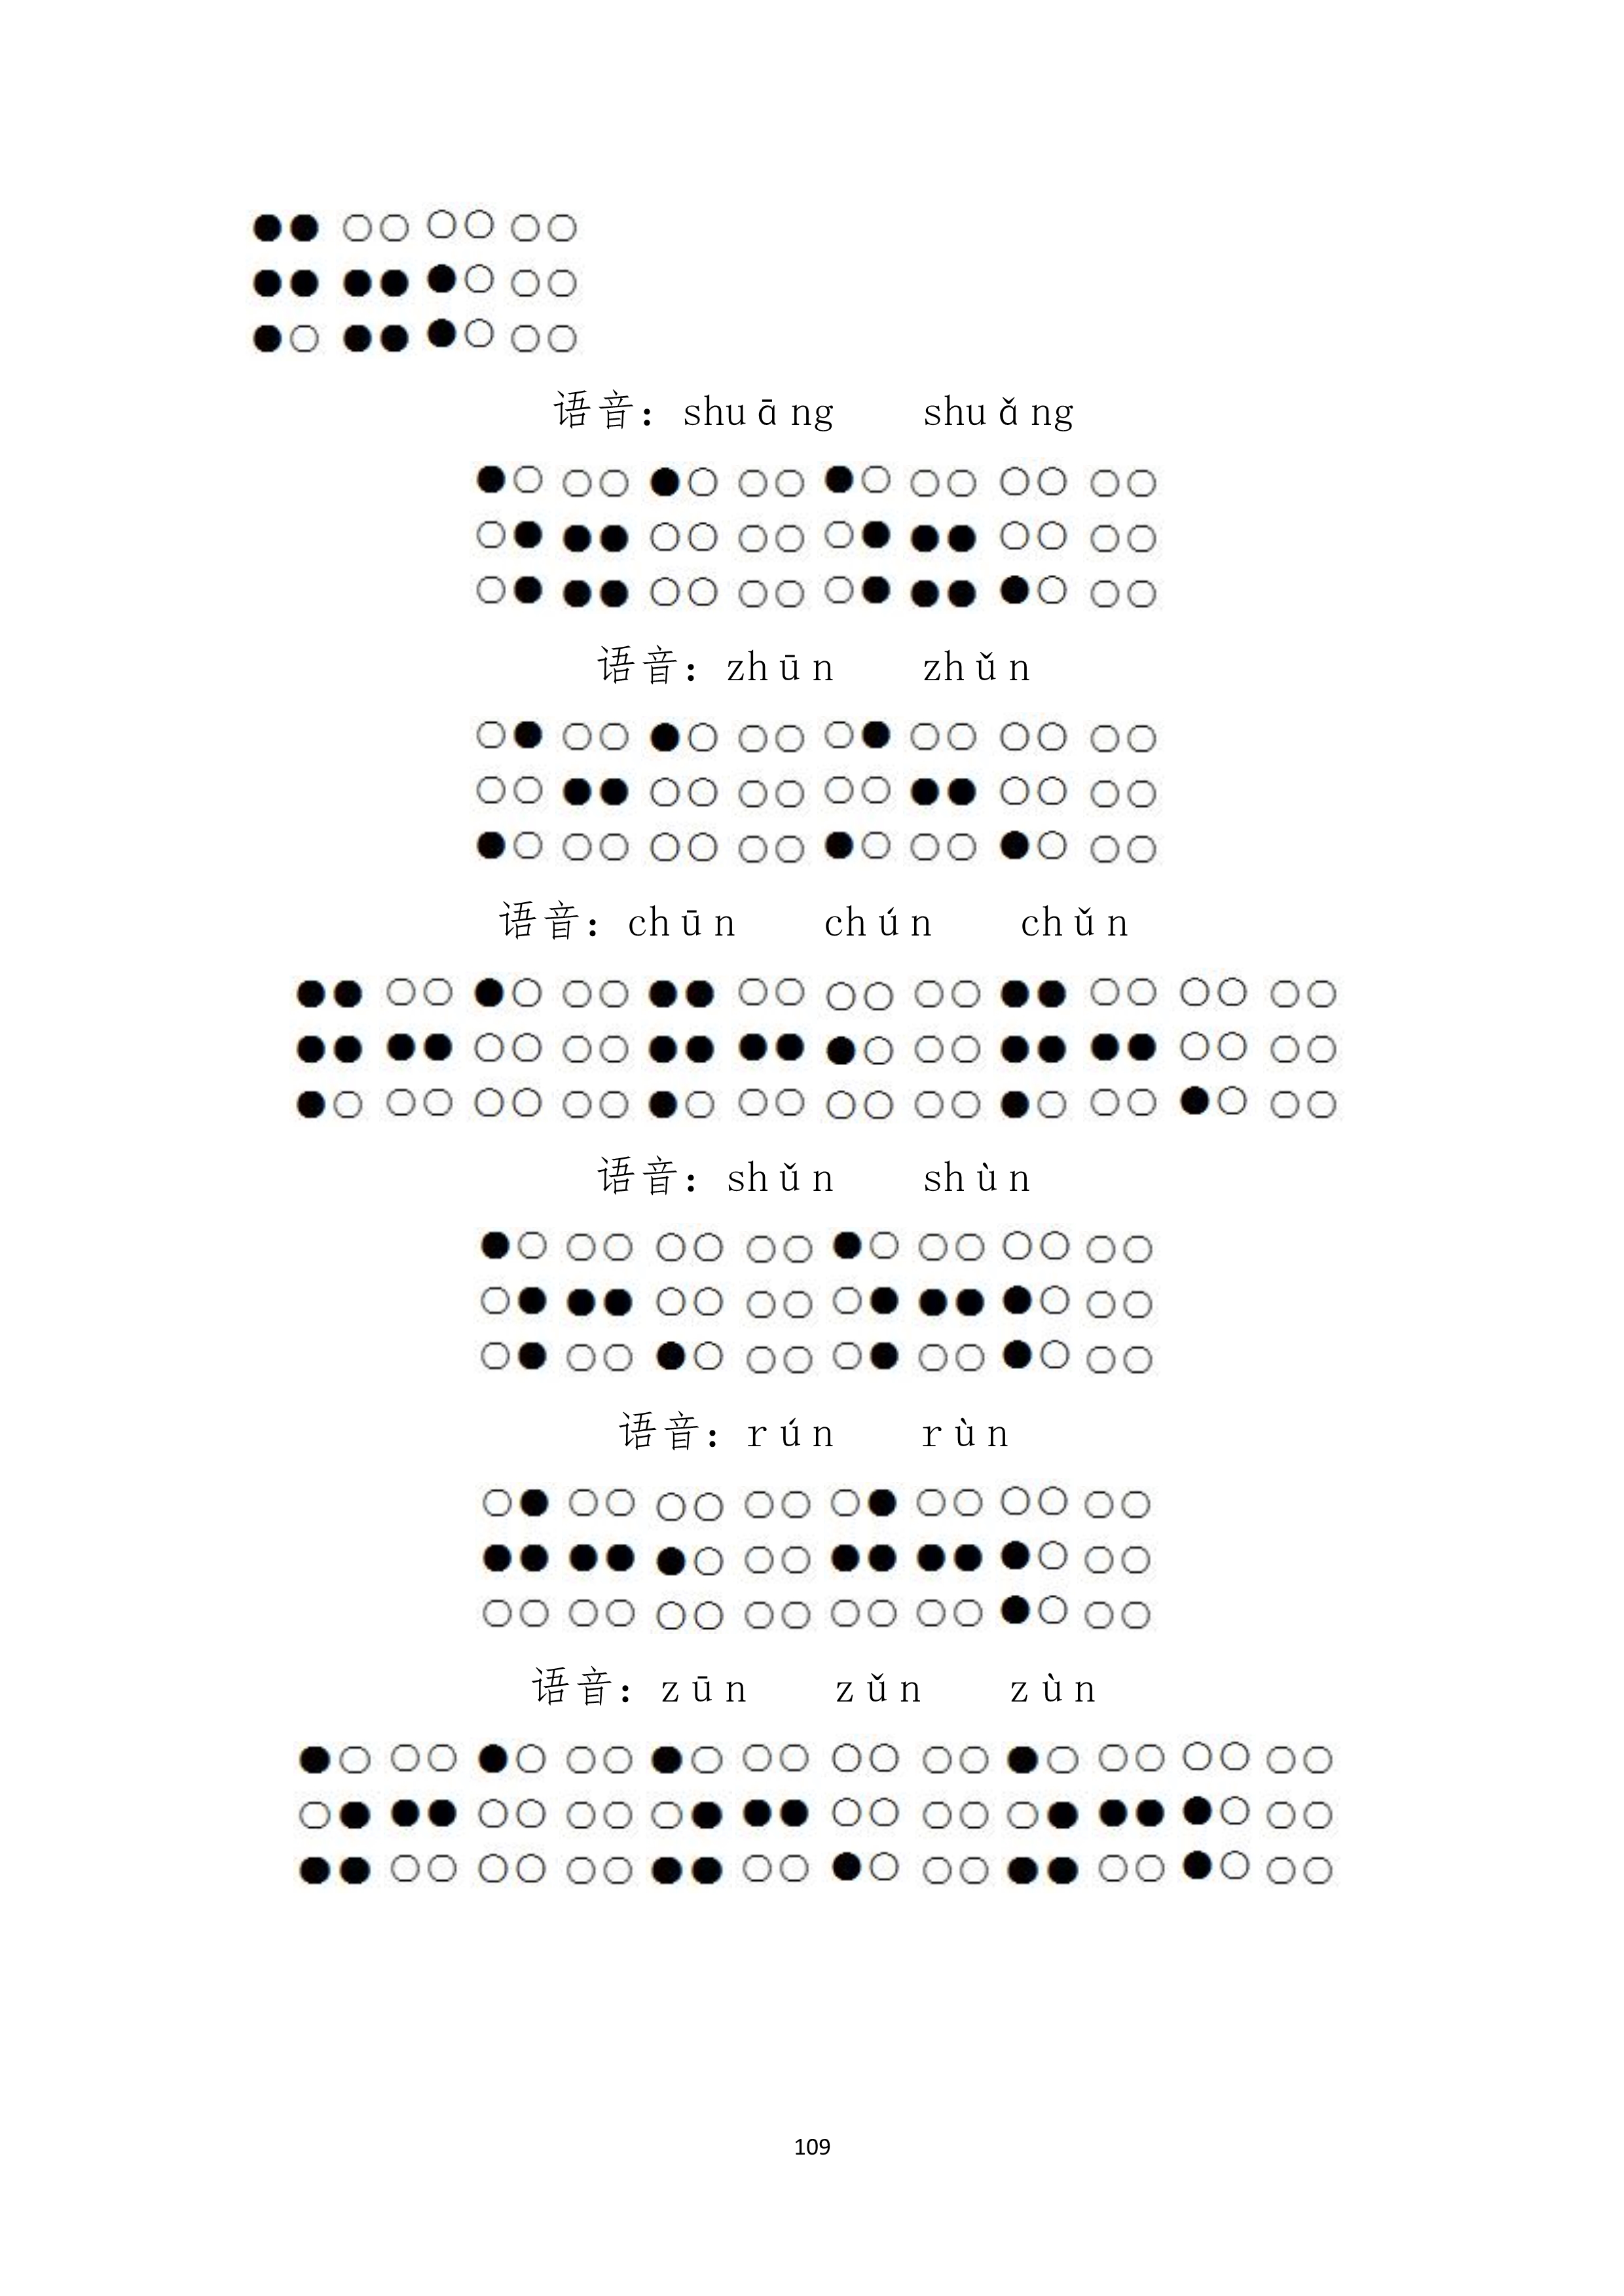 ●● ○○ ○○ ○○
●● ●● ●○ ○○
●○ ●● ●○ ○○
语音：shuāng shuǎng
●○ ○○ ●○ ○○ ●○ ○○ ○○ ○○
○● ●● ○○ ○○ ○● ●● ○○ ○○
○● ●● ○○ ○○ ○● ●● ●○ ○○
语音：zhūn zhǔn
○● ○○ ●○ ○○ ○● ○○ ○○ ○○
○○ ●● ○○ ○○ ○○ ●● ○○ ○○
●○ ○○ ○○ ○○ ●○ ○○ ●○ ○○
语音：chūn chún chǔn
●● ○○ ●○ ○○ ●● ○○ ○○ ○○ ●● ○○ ○○ ○○
●● ●● ○○ ○○ ●● ●● ●○ ○○ ●● ●● ○○ ○○
●○ ○○ ○○ ○○ ●○ ○○ ○○ ○○ ●○ ○○ ●○ ○○
语音：shǔn shùn
●○ ○○ ○○ ○○ ●○ ○○ ○○ ○○
○● ●● ○○ ○○ ○● ●● ●○ ○○
○● ○○ ●○ ○○ ○● ○○ ●○ ○○
语音：rún rùn
○● ○○ ○○ ○○ ○● ○○ ○○ ○○
●● ●● ●○ ○○ ●● ●● ●○ ○○
○○ ○○ ○○ ○○ ○○ ○○ ●○ ○○
语音：zūn zǔn zùn
●○ ○○ ●○ ○○ ●○ ○○ ○○ ○○ ●○ ○○ ○○ ○○
○● ●● ○○ ○○ ○● ●● ○○ ○○ ○● ●● ●○ ○○
●● ○○ ○○ ○○ ●● ○○ ●○ ○○ ●● ○○ ●○ ○○
109